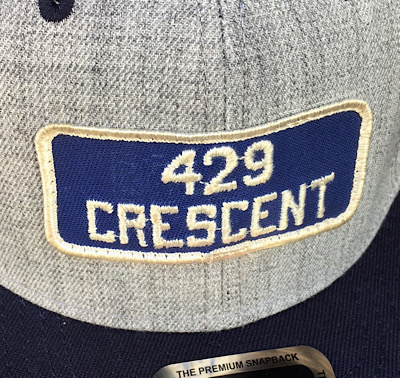 429
CRESCENT
THE PREMIUM SNAPBACK